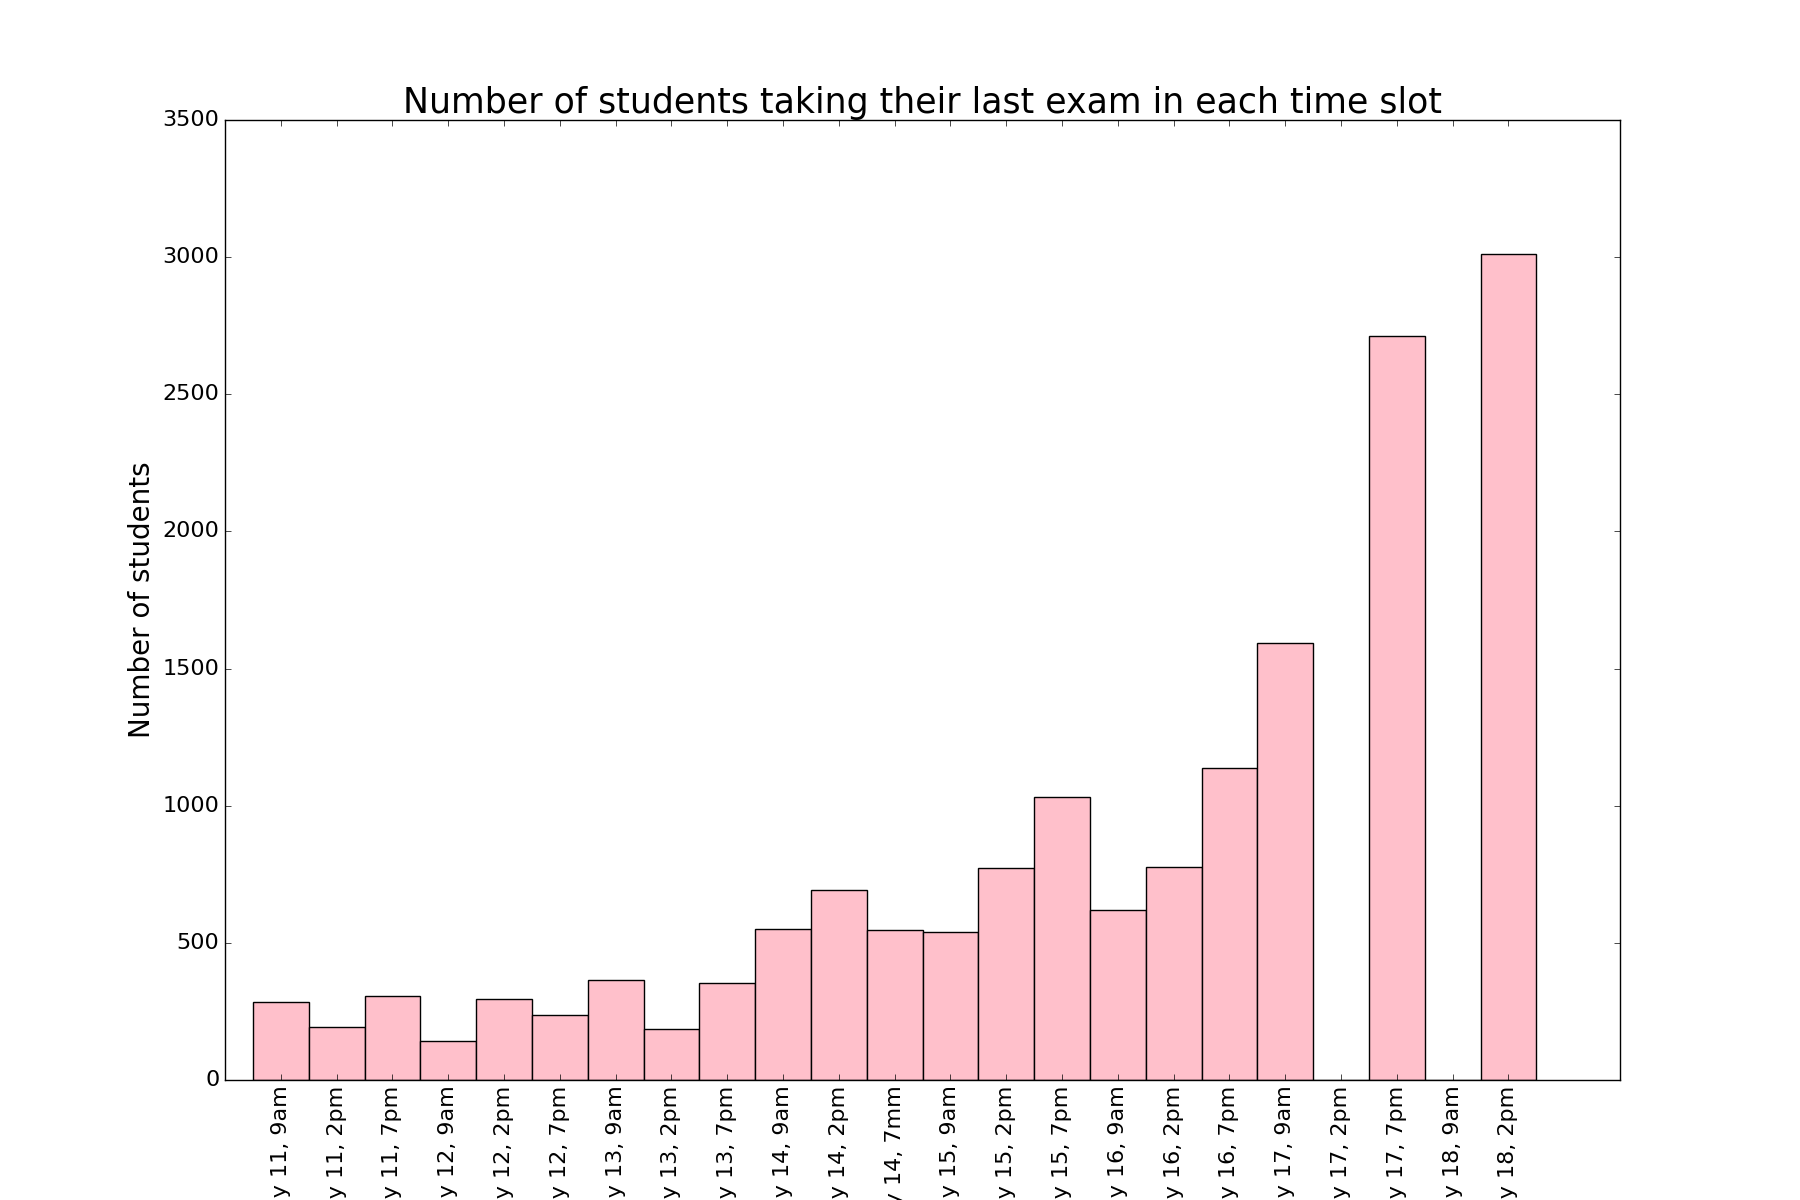 Number of students taking their last exam in each time slot
3500
3000
2500
2000
1500
1000
500
0
Number of students
y 11, 9am
y 11, 2pm
y 11, 7pm
y 12, 9am
y 12, 2pm
y 12, 7pm
y 13, 9am
y 13, 2pm
y 13, 7pm
y 14, 9am
y 14, 2pm
y 14, 7mm
y 15, 9am
y 15, 2pm
y 15, 7pm
y 16, 9am
y 16, 2pm
y 16, 7pm
y 17, 9am
y 17, 2pm
y 17, 7pm
y 18, 9am
y 18, 2pm